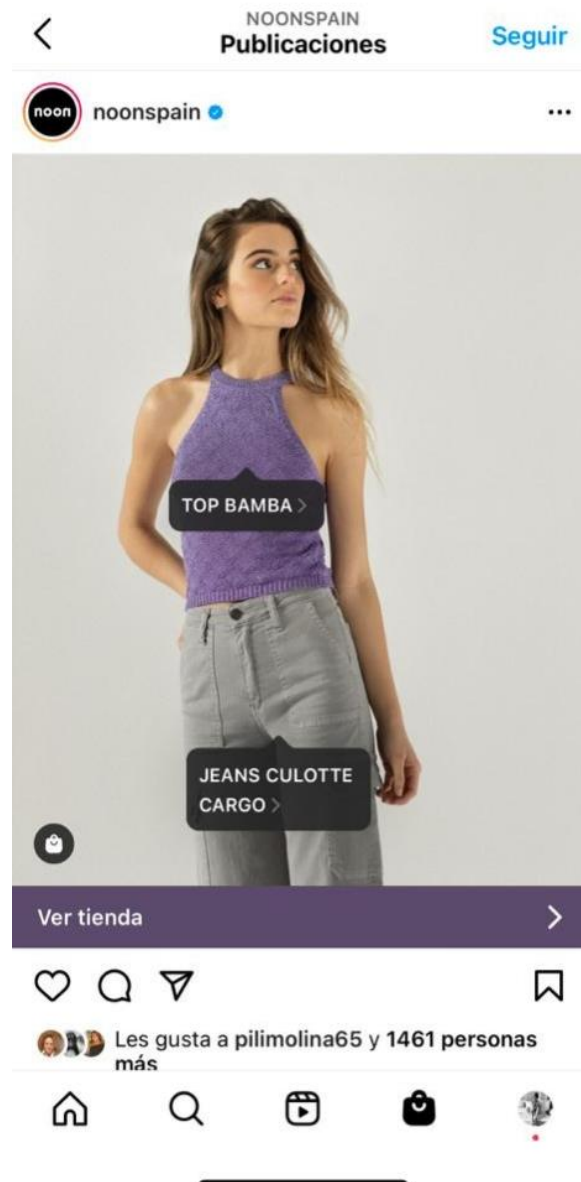 NOONSPAIN
Publicaciones
Seguir
noon
noonspain
TOP BAMBA
JEANS CULOTTE
CARGO
Ver tienda
Les gusta a pilimolina65 y 1461 personas
más